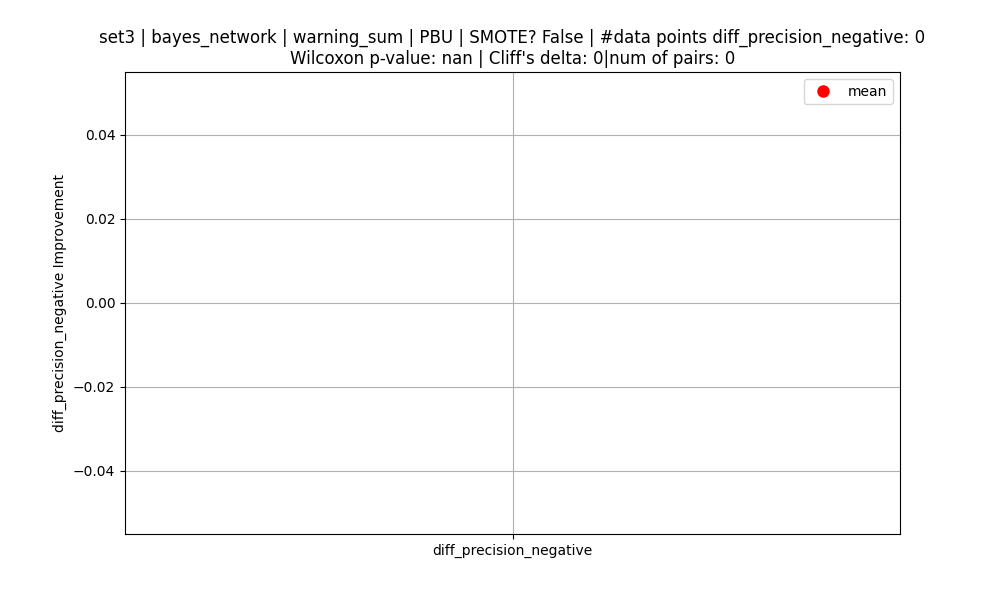 set3 | bayes_network | warning_sum | PBU | SMOTE? False | #data points diff_precision_negative: 0
Wilcoxon p-value: nan | Cliff's delta: 0|num of pairs: 0
mean
0.04
0.02
0.00
−0.02
−0.04
diff_precision_negative Improvement
diff_precision_negative